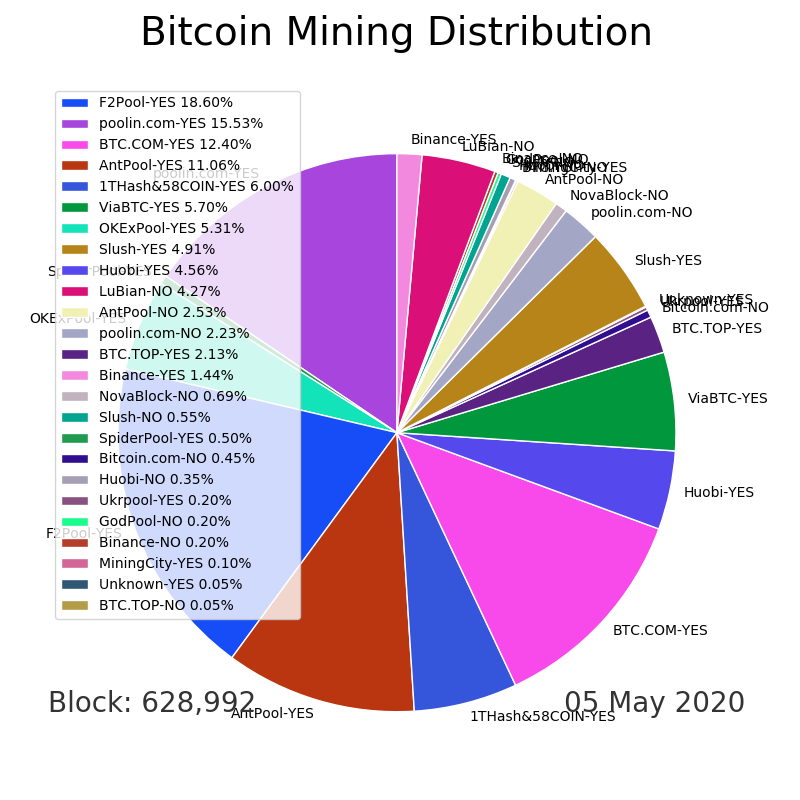 Bitcoin Mining Distribution
F2Pool-YES 18.60%
poolin.com-YES 15.53%
BTC.COM-YES 12.40%
AntPool-YES 11.06%
1THash&58COIN-YES 6.00%
ViaBTC-YES 5.70%
OKExPool-YES 5.31%
Slush-YES 4.91%
Huobi-YES 4.56%
LuBian-NO 4.27%
AntPool-NO 2.53%
poolin.com-NO 2.23%
BTC.TOP-YES 2.13%
Binance-YES 1.44%
NovaBlock-NO 0.69%
Slush-NO 0.55%
SpiderPool-YES 0.50%
Bitcoin.com-NO 0.45%
Huobi-NO 0.35%
Ukrpool-YES 0.20%
GodPool-NO 0.20%
Binance-NO 0.20%
MiningCity-YES 0.10%
Unknown-YES 0.05%
BTC.TOP-NO 0.05%
Binance-YES
LuBian-NO
AntPool-NO
NovaBlock-NO
poolin.com-NO
Slush-YES
Unknown-YES
Ukrpool-YES
Bitcoin.com-NO
BTC.TOP-YES
ViaBTC-YES
Huobi-YES
BTC.COM-YES
1THash&58COIN-YES
AntPool-YES
F2Pool-YES
OKExPool-YES
poolin.com-YES
Block: 628,992
05 May 2020